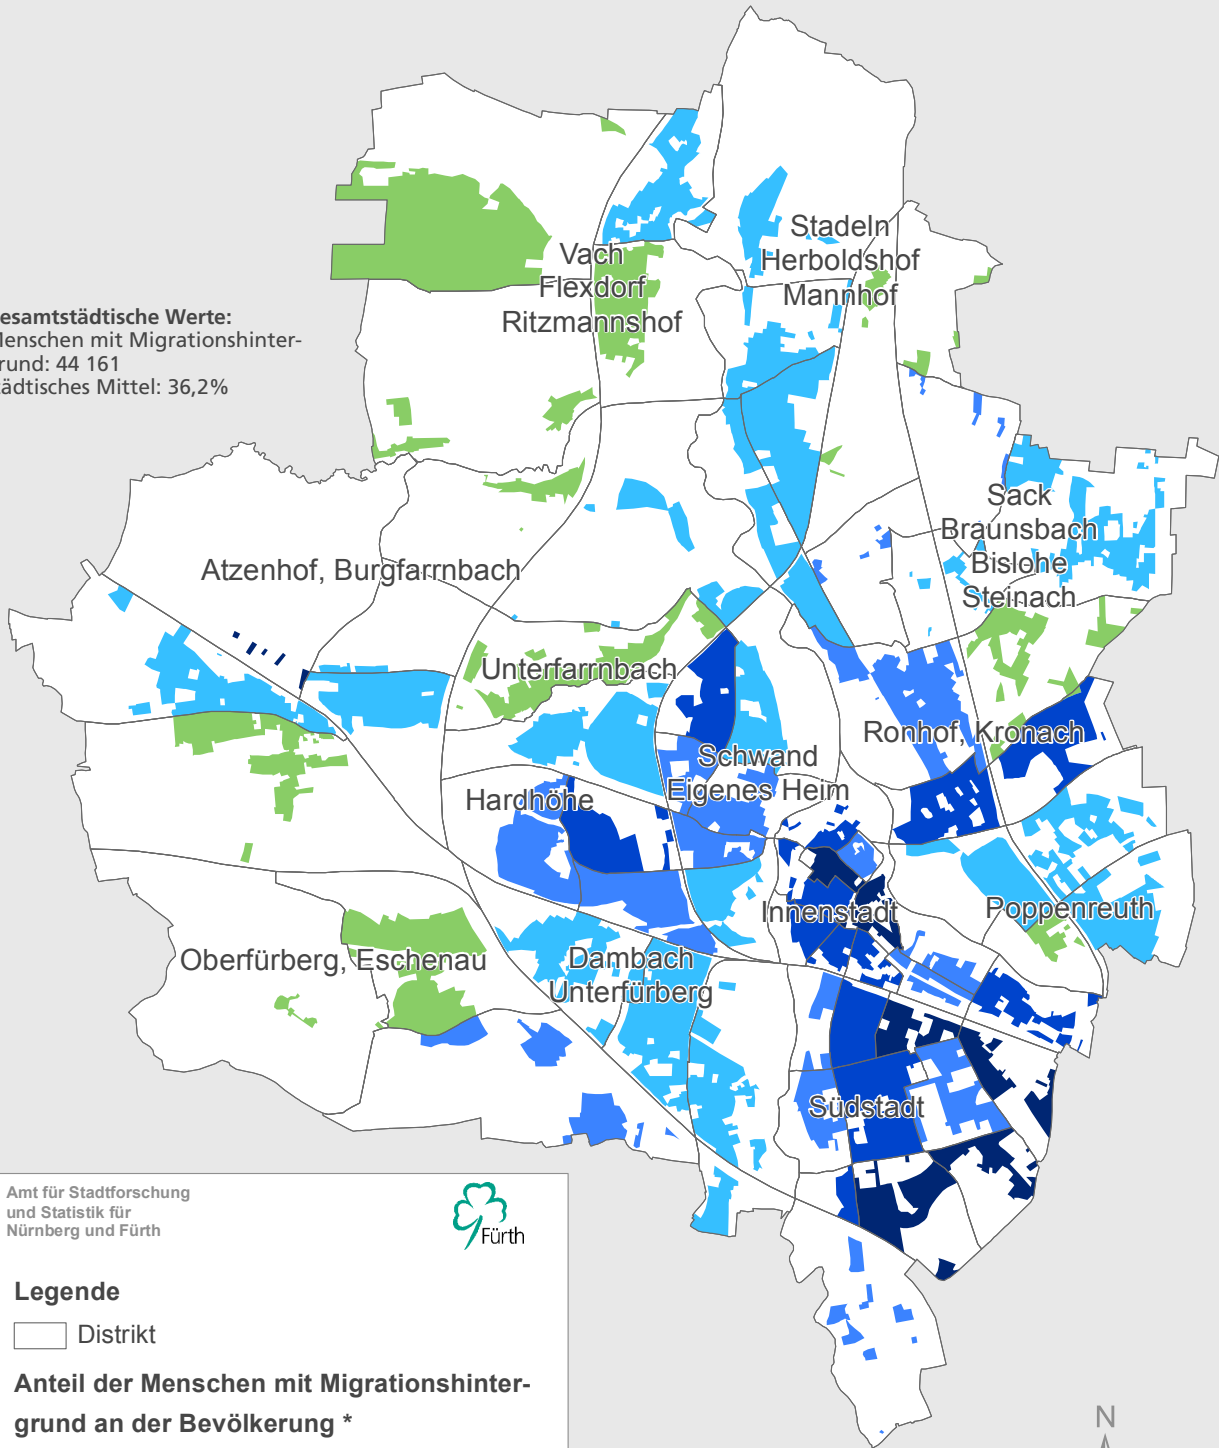 Stadeln
Herboldshof
Mannhof
Vach
Flexdorf
Ritzmannshof
esamtstädtische Werte:
enschen mit Migrationshinter-
rund: 44 161
tädtisches Mittel: 36,2%
Sack
Braunsbach
Bislohe
Steinach
Atzenhof, Burgfarrnbach
Unterfarrnbach
Ronhof, Kronach
Schwand
Eigenes Heim
Hardhöhe
Innenstadt
Poppenreuth
Oberfürberg, Eschenau
Dambach
Unterfürberg
Südstadt
Amt für Stadtforschung
und Statistik für
Nürnberg und Fürth
Fürth
Legende
Distrikt
Anteil der Menschen mit Migrationshinter-
grund an der Bevölkerung *
N